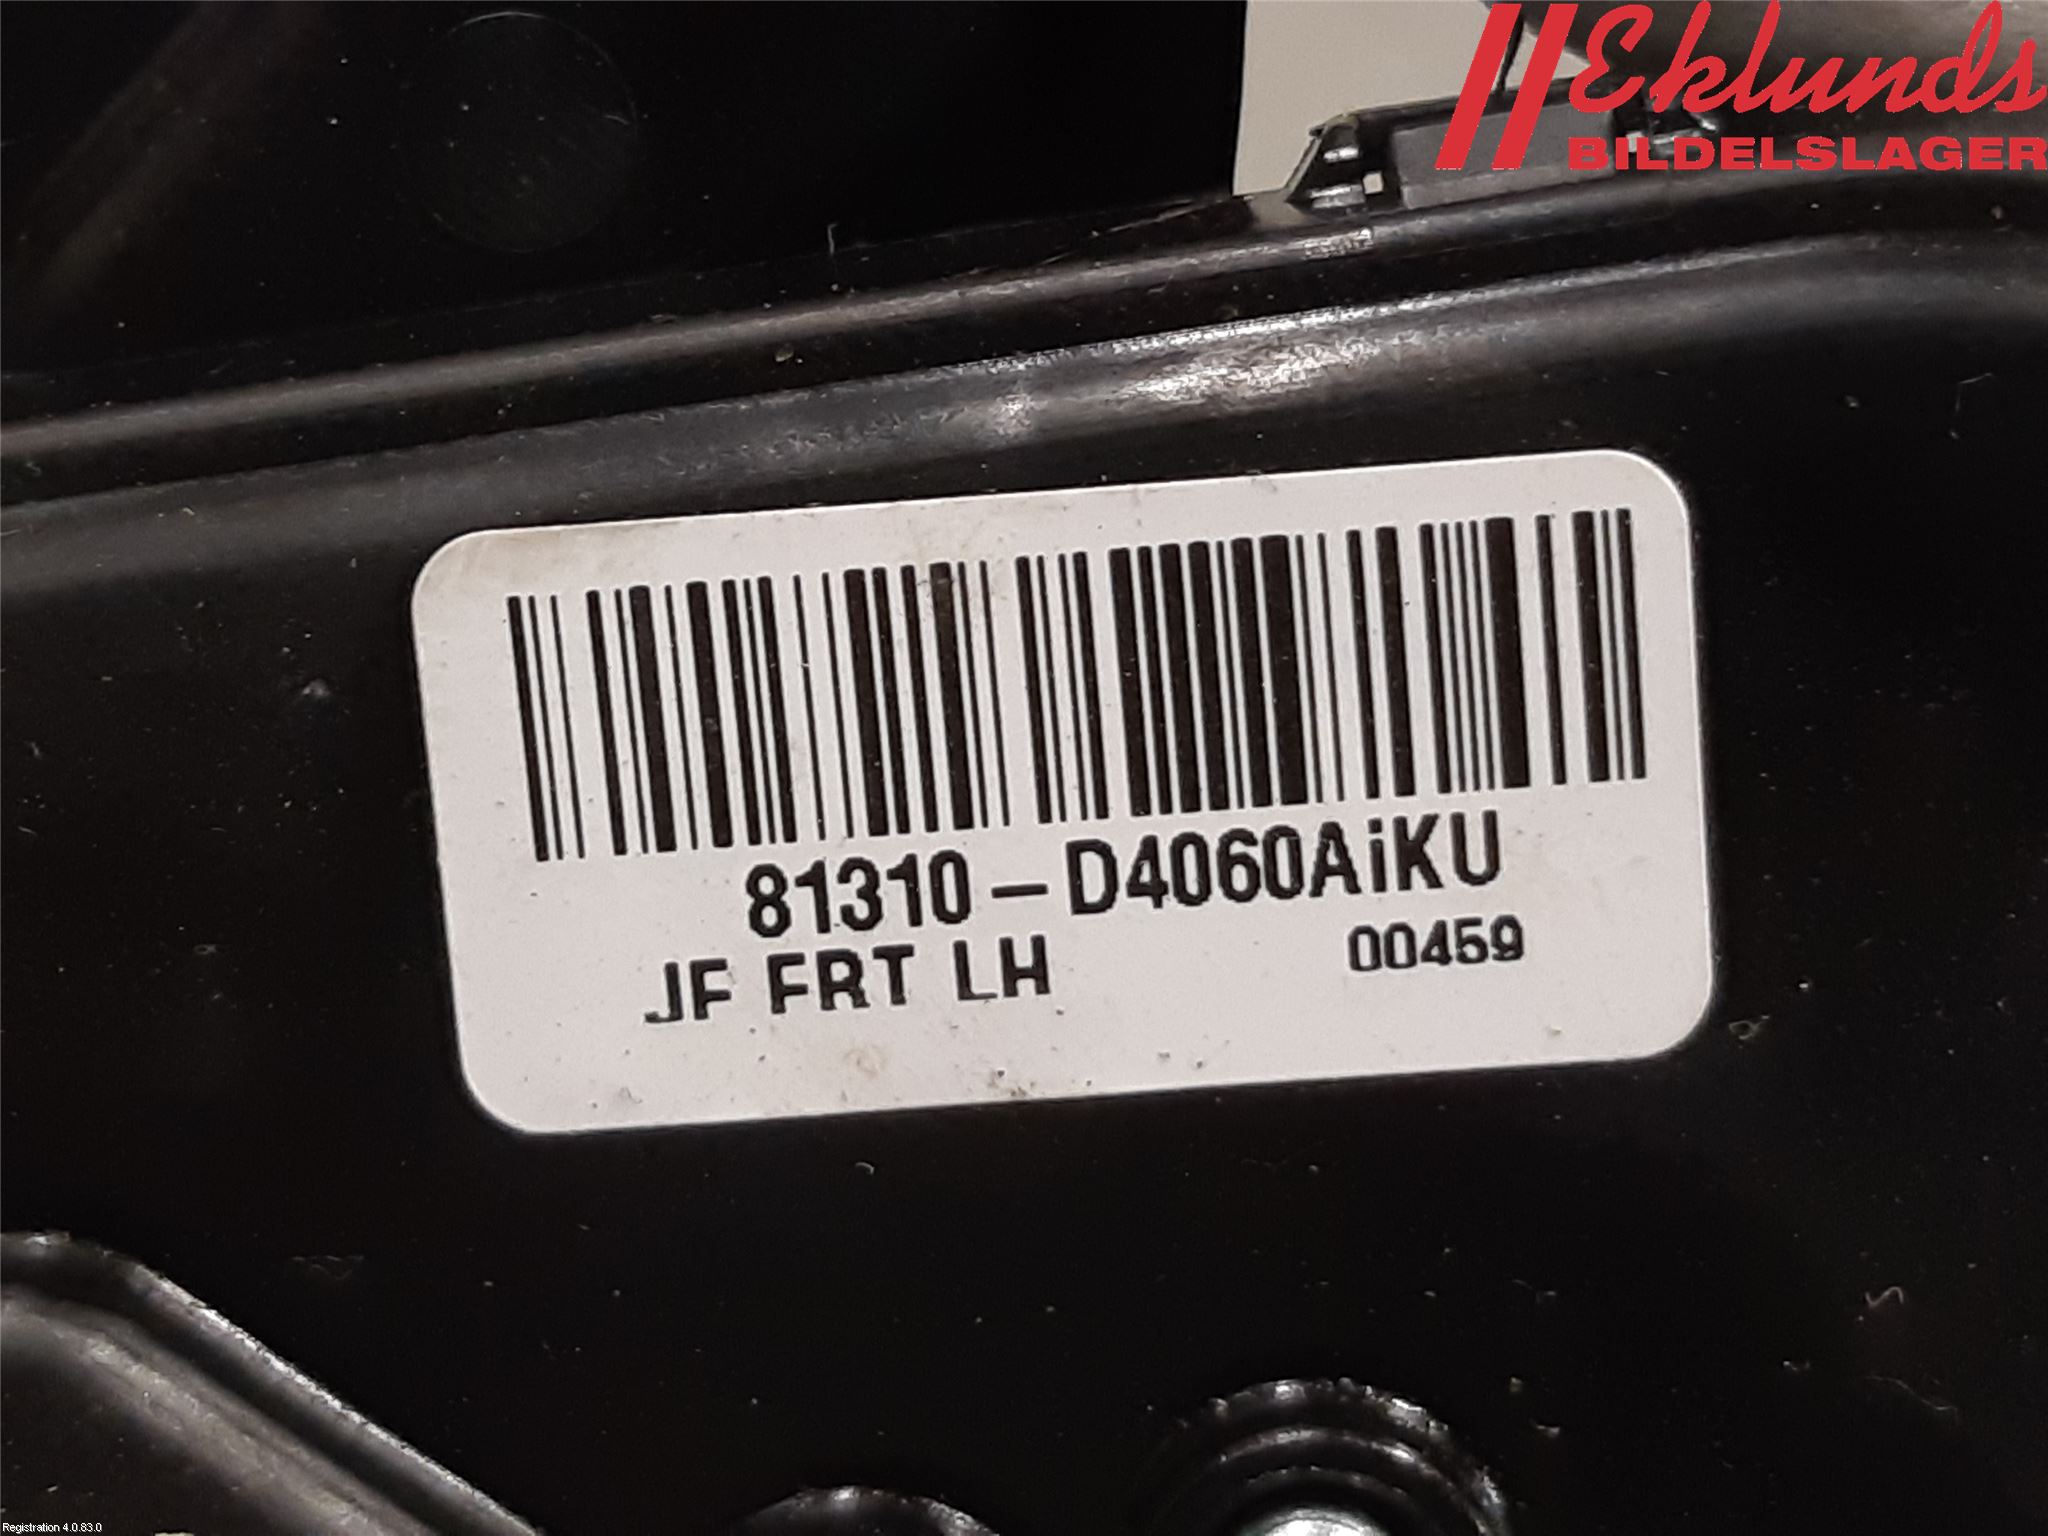 Eklunds
BILDELSLAGER
81310-D4060AiKU
JF FRT LH 00459
Registration 4.0.83.0